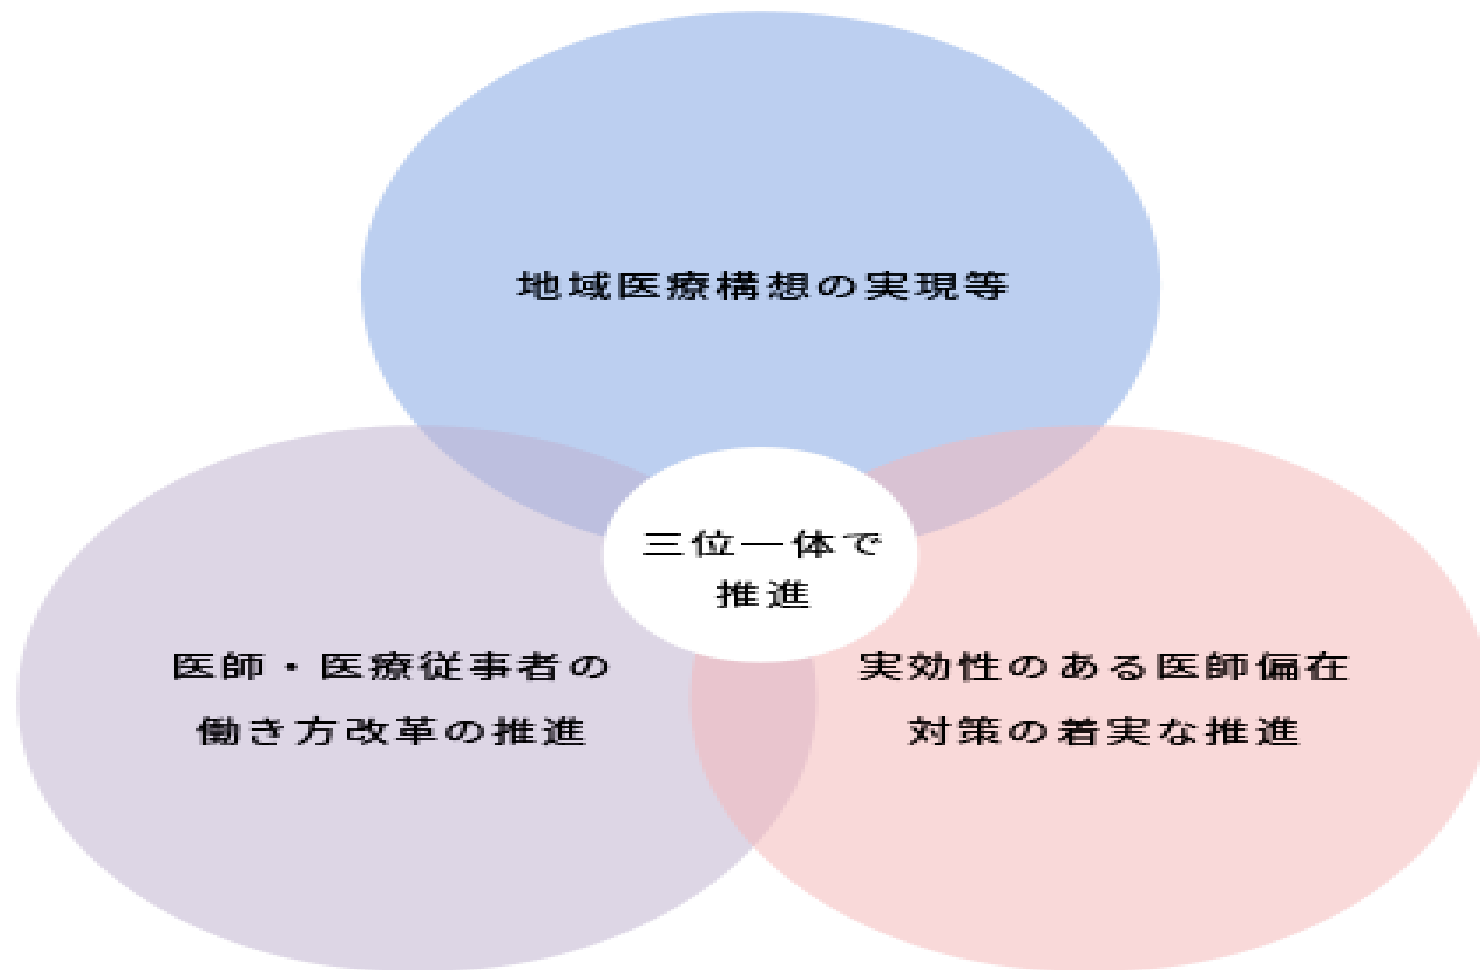 地域医療構想の実現等
三位一体で
推進
医師・医療従事者の
働き方改革の推進
実効性のある医師偏在
対策の着実な推進